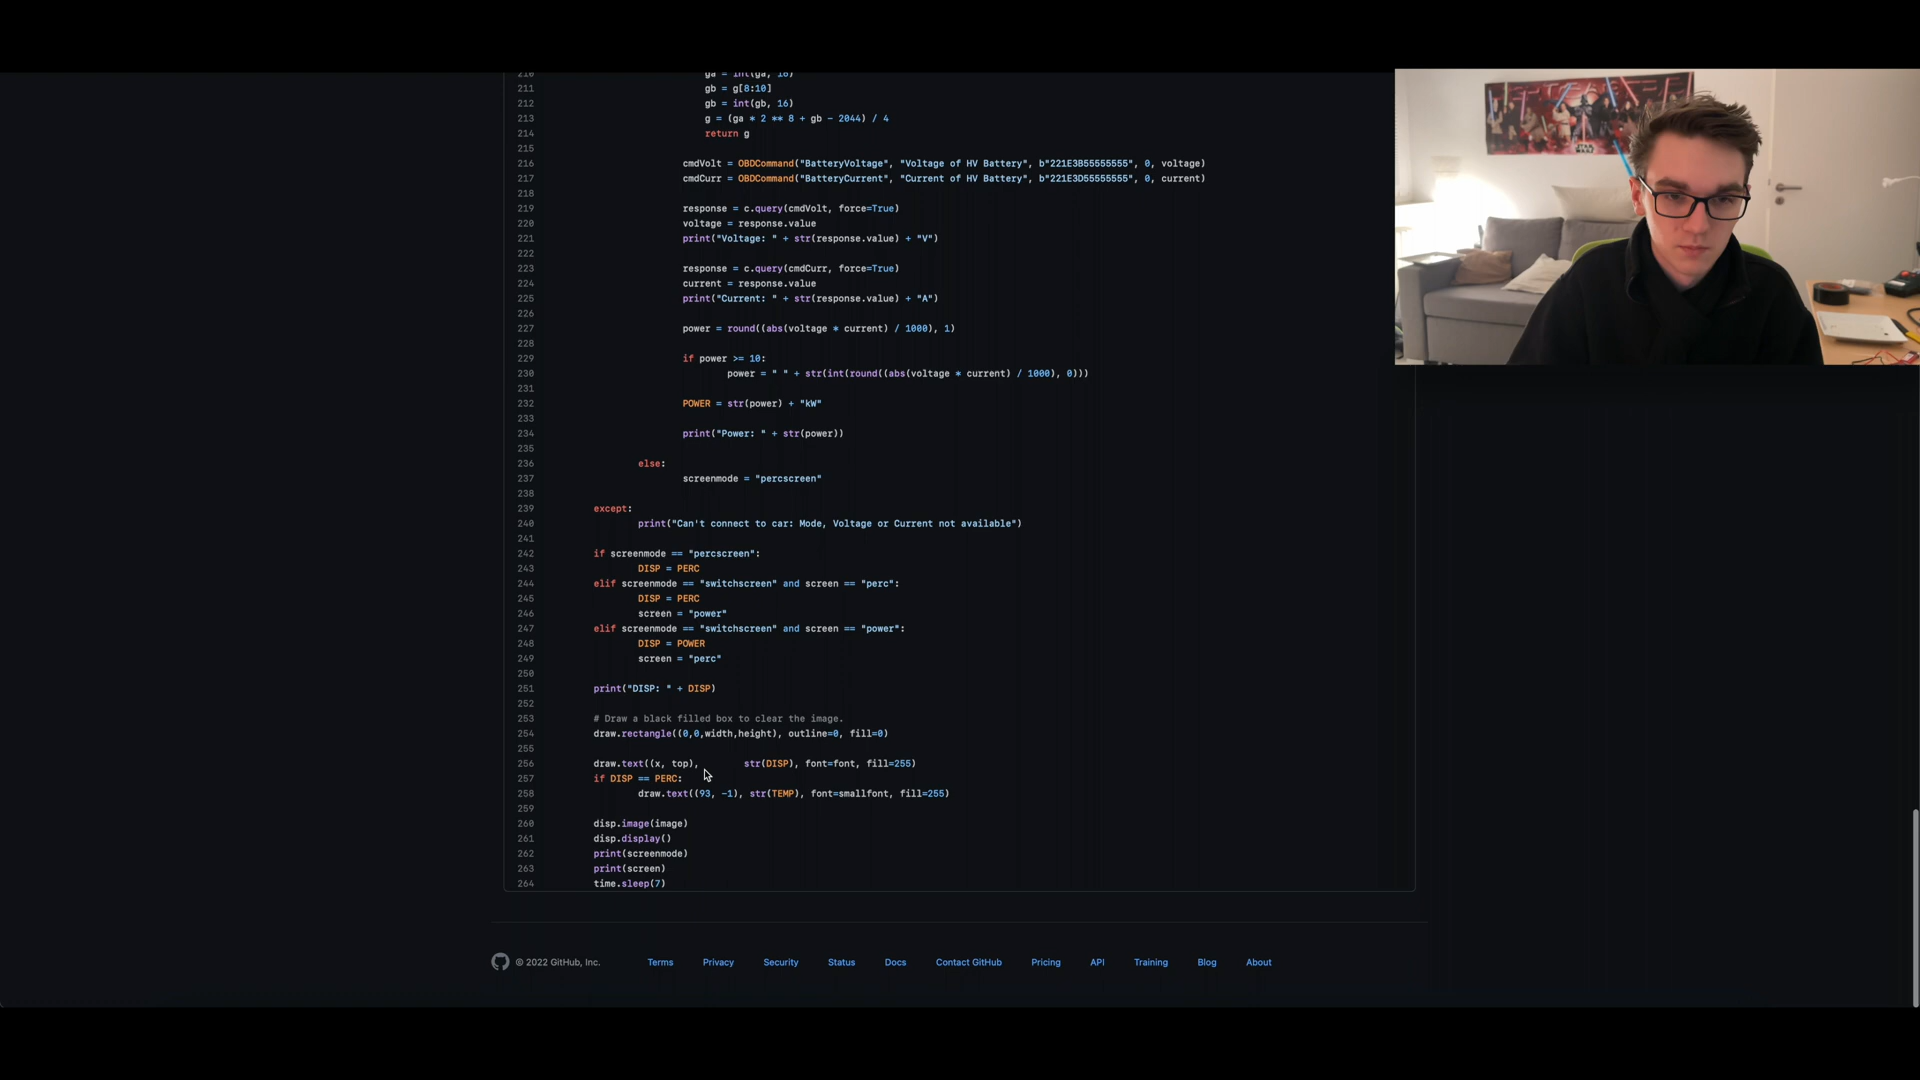 210 ga = int(ga, 16)
211 gb = g[8:10]
212 gb = int(gb, 16)
213 g = (ga * 2 ** 8 + gb - 2044) / 4
214 return g
215
216 cmdVolt = OBDCommand("BatteryVoltage", "Voltage of HV Battery", b"221E3B55555555", 0, voltage)
217 cmdCurr = OBDCommand("BatteryCurrent", "Current of HV Battery", b"221E3D55555555", 0, current)
218
219 response = c.query(cmdVolt, force=True)
220 voltage = response.value
221 print("Voltage: " + str(response.value) + "V")
222
223 response = c.query(cmdCurr, force=True)
224 current = response.value
225 print("Current: " + str(response.value) + "A")
226
227 power = round((abs(voltage * current) / 1000), 1)
228
229 if power >= 10:
230 power = " " + str(int(round((abs(voltage * current) / 1000), 0)))
231
232 POWER = str(power) + "kW"
233
234 print("Power: " + str(power))
235
236 else:
237 screenmode = "percscreen"
238
239 except:
240 print("Can't connect to car: Mode, Voltage or Current not available")
241
242 if screenmode == "percscreen":
243 DISP = PERC
244 elif screenmode == "switchscreen" and screen == "perc":
245 DISP = PERC
246 screen = "power"
247 elif screenmode == "switchscreen" and screen == "power":
248 DISP = POWER
249 screen = "perc"
250
251 print("DISP: " + DISP)
252
253 # Draw a black filled box to clear the image.
254 draw.rectangle((0,0,width,height), outline=0, fill=0)
255
256 draw.text((x, top), str(DISP), font=font, fill=255)
257 if DISP == PERC:
258 draw.text((93, -1), str(TEMP), font=smallfont, fill=255)
259
260 disp.image(image)
261 disp.display()
262 print(screenmode)
263 print(screen)
264 time.sleep(7)
© 2022 GitHub, Inc. Terms Privacy Security Status Docs Contact GitHub Pricing API Training Blog About
STAR WARS